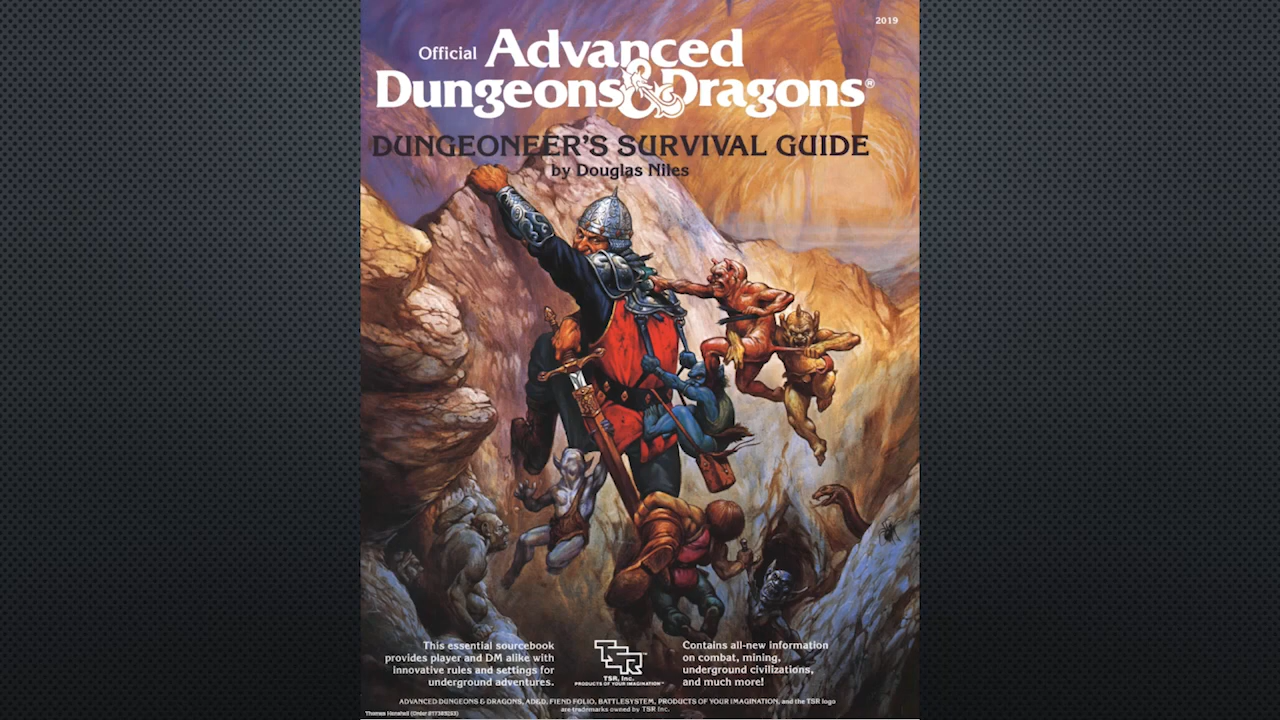 2019
Official Advanced
Dungeons & Dragons®
DUNGEONEER'S SURVIVAL GUIDE
by Douglas Niles
This essential sourcebook
provides player and DM alike with
innovative rules and settings for
underground adventures.
TSR™
TSR, Inc.
PRODUCTS OF YOUR IMAGINATION™
Contains all-new information
on combat, mining,
underground civilizations,
and much more!
ADVANCED DUNGEONS & DRAGONS, AD&D, FIEND FOLIO, BATTLESYSTEM, PRODUCTS OF YOUR IMAGINATION, and the TSR logo
are trademarks owned by TSR Inc.